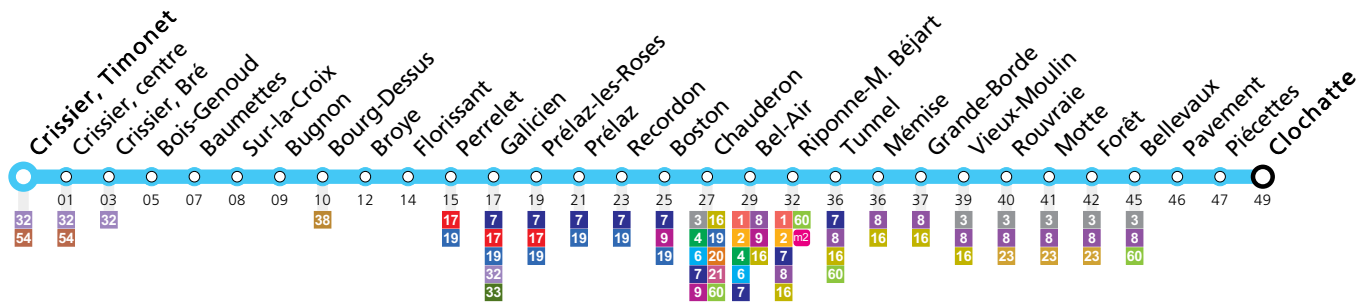 Crissier, Timonet
Crissier, centre
Crissier, Bré
Bois-Genoud
Baumettes
Sur-la-Croix
Bugnon
Bourg-Dessus
Broye
Florissant
Perrelet
Galicien
Prélaz-les-Roses
Prélaz
Recordon
Boston
Chauderon
Bel-Air
Riponne-M. Béjart
Tunnel
Mémise
Grande-Borde
Vieux-Moulin
Rouvraie
Motte
Forêt
Bellevaux
Pavement
Piécettes
Clochatte
01 03 05 07 08 09 10 12 14 15 17 19 21 23 25 27 29 32 36 36 37 39 40 41 42 45 46 47 49
32 32 32 38 17 7 7 7 7 7 3 16 1 8 1 60 7 8 8 3 3 3 3 3
54 54 19 17 17 19 19 9 4 19 2 9 2 m2 8 16 16 8 8 8 8 8
19 19 19 6 20 4 16 7 16 16 23 23 23 60
32 7 21 6 8 60
33 9 60 7 16